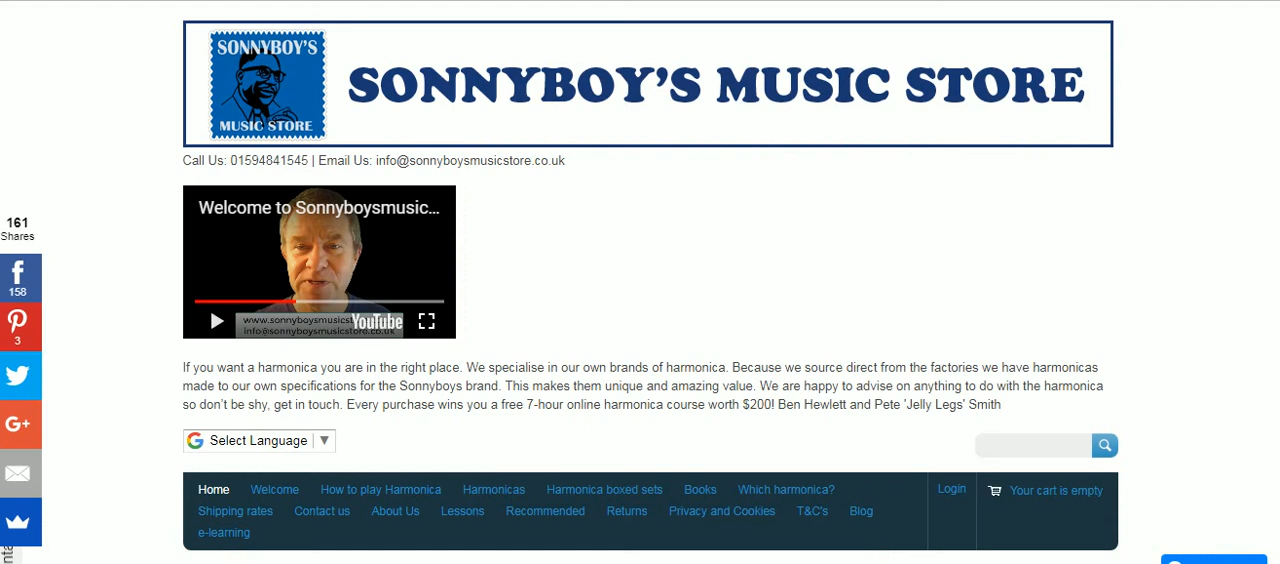 SONNYBOY'S
MUSIC STORE
SONNYBOY'S MUSIC STORE
Call Us: 01594841545 | Email Us: info@sonnyboysmusicstore.co.uk
161
Shares
158
3
Welcome to Sonnyboysmusic...
YouTube
If you want a harmonica you are in the right place. We specialise in our own brands of harmonica. Because we source direct from the factories we have harmonicas
made to our own specifications for the Sonnyboys brand. This makes them unique and amazing value. We are happy to advise on anything to do with the harmonica
so don't be shy, get in touch. Every purchase wins you a free 7-hour online harmonica course worth $200! Ben Hewlett and Pete 'Jelly Legs' Smith
Select Language
Home Welcome How to play Harmonica Harmonicas Harmonica boxed sets Books Which harmonica? Login Your cart is empty
Shipping rates Contact us About Us Lessons Recommended Returns Privacy and Cookies T&C's Blog
e-learning